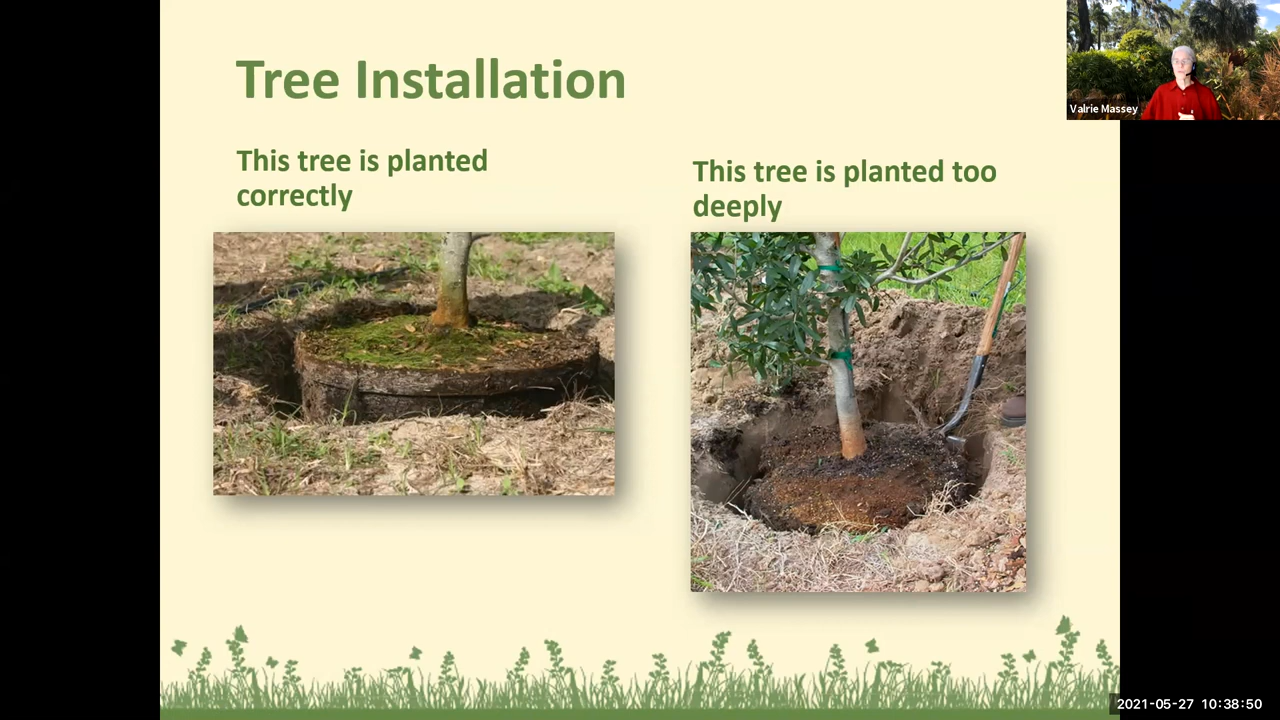 Tree Installation
This tree is planted
correctly
This tree is planted too
deeply
Valrie Massey
2021-05-27 10:38:50